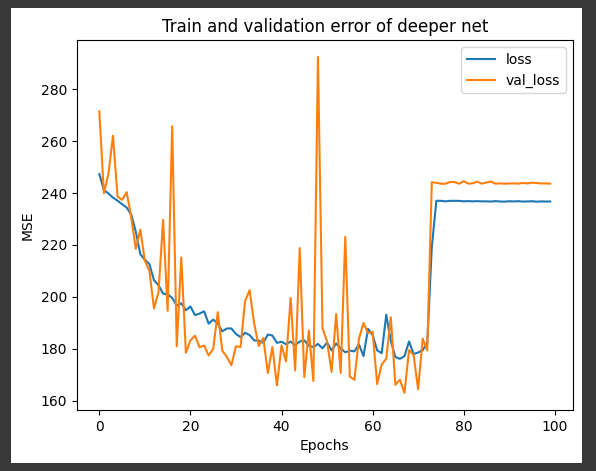 Train and validation error of deeper net
loss
val_loss
MSE
280
260
240
220
200
180
160
0 20 40 60 80 100
Epochs